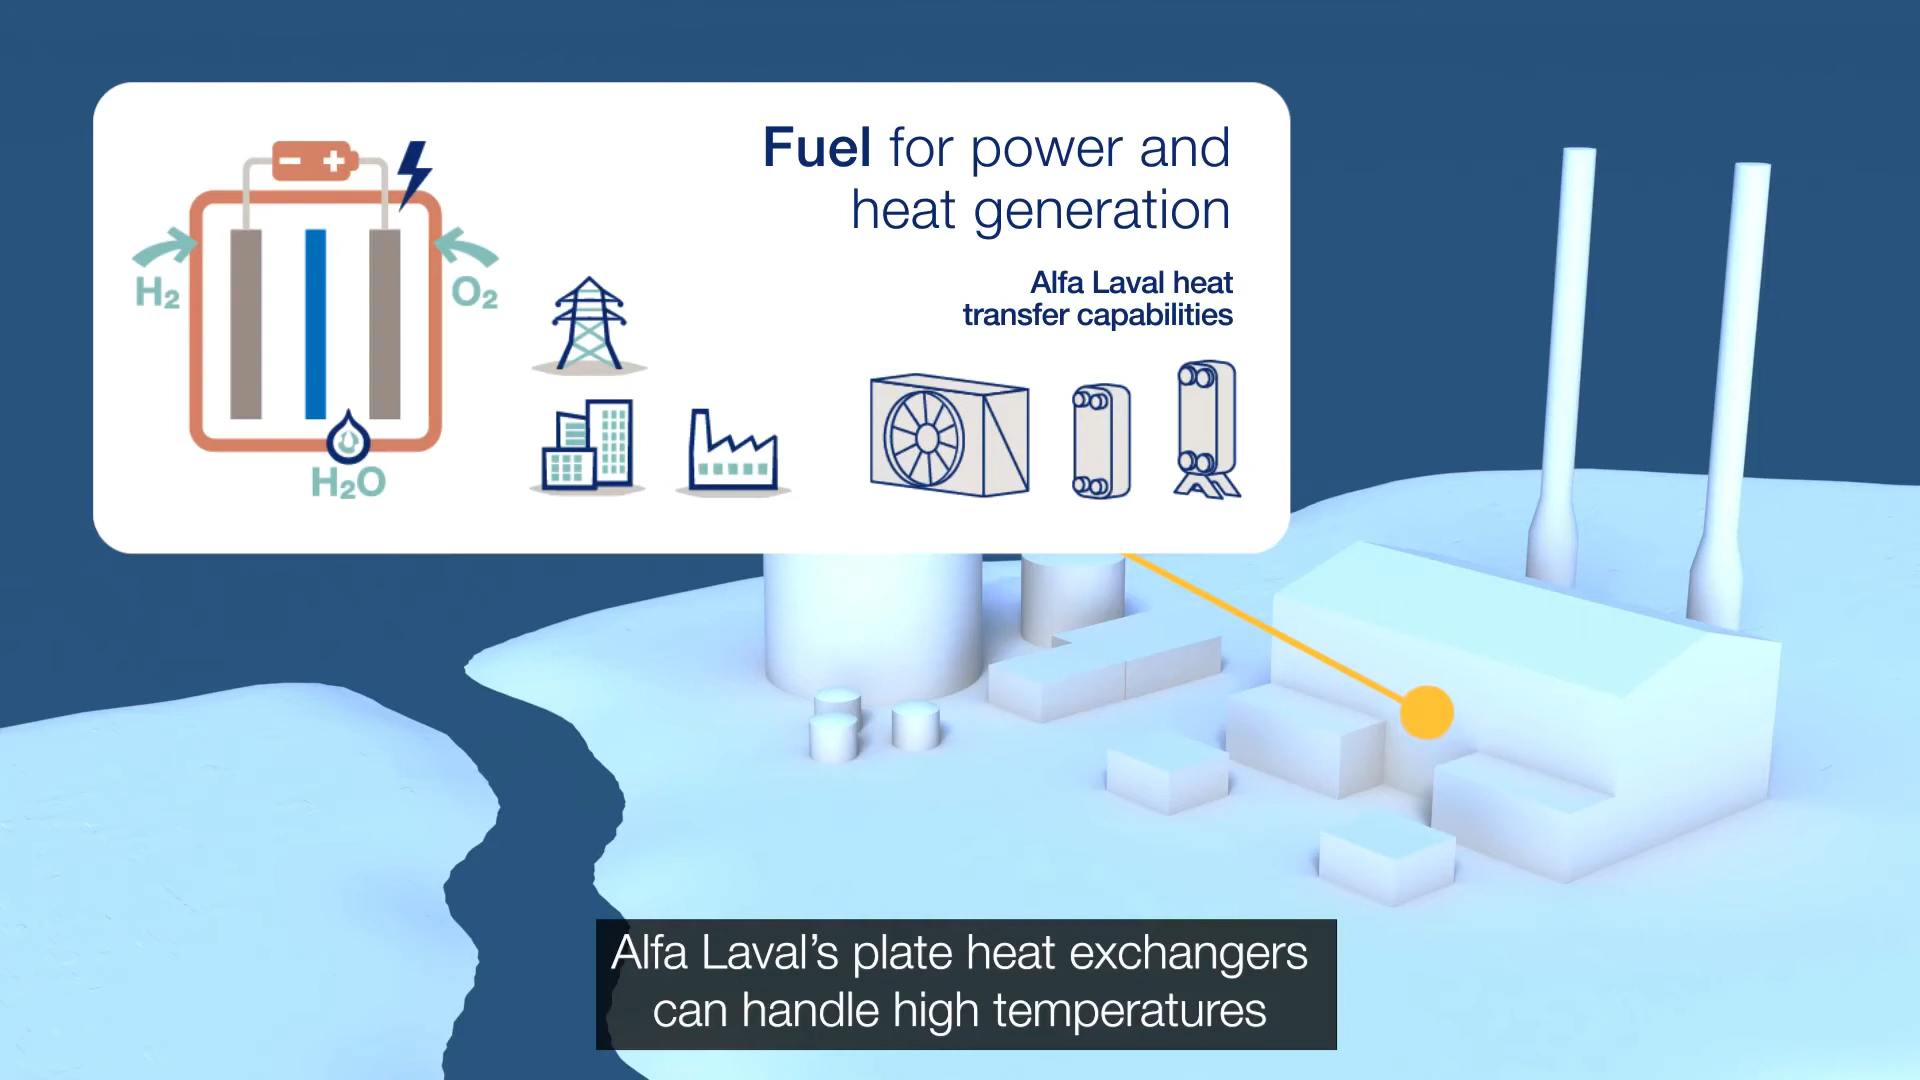 Fuel for power and
heat generation
Alfa Laval heat
transfer capabilities
H₂
O₂
H₂O
Alfa Laval’s plate heat exchangers
can handle high temperatures